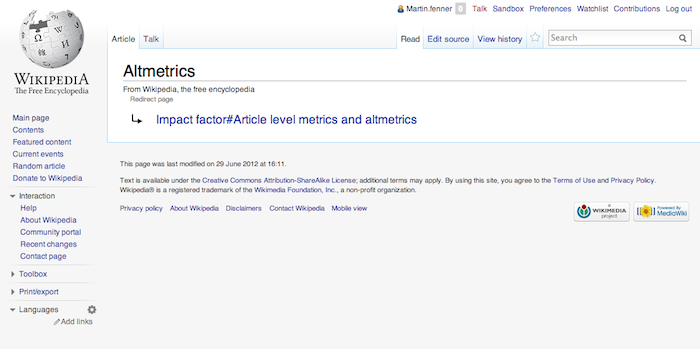 Martin.fenner 0 Talk Sandbox Preferences Watchlist Contributions Log out
Article Talk Read Edit source View history Search
WIKIPEDIA
The Free Encyclopedia
Main page
Contents
Featured content
Current events
Random article
Donate to Wikipedia
Interaction
Help
About Wikipedia
Community portal
Recent changes
Contact page
Toolbox
Print/export
Languages
Add links
Altmetrics
From Wikipedia, the free encyclopedia
Redirect page
Impact factor#Article level metrics and altmetrics
This page was last modified on 29 June 2012 at 16:11.
Text is available under the Creative Commons Attribution-ShareAlike License; additional terms may apply. By using this site, you agree to the Terms of Use and Privacy Policy.
Wikipedia® is a registered trademark of the Wikimedia Foundation, Inc., a non-profit organization.
Privacy policy About Wikipedia Disclaimers Contact Wikipedia Mobile view
A WIKIMEDIA project
Powered By MediaWiki